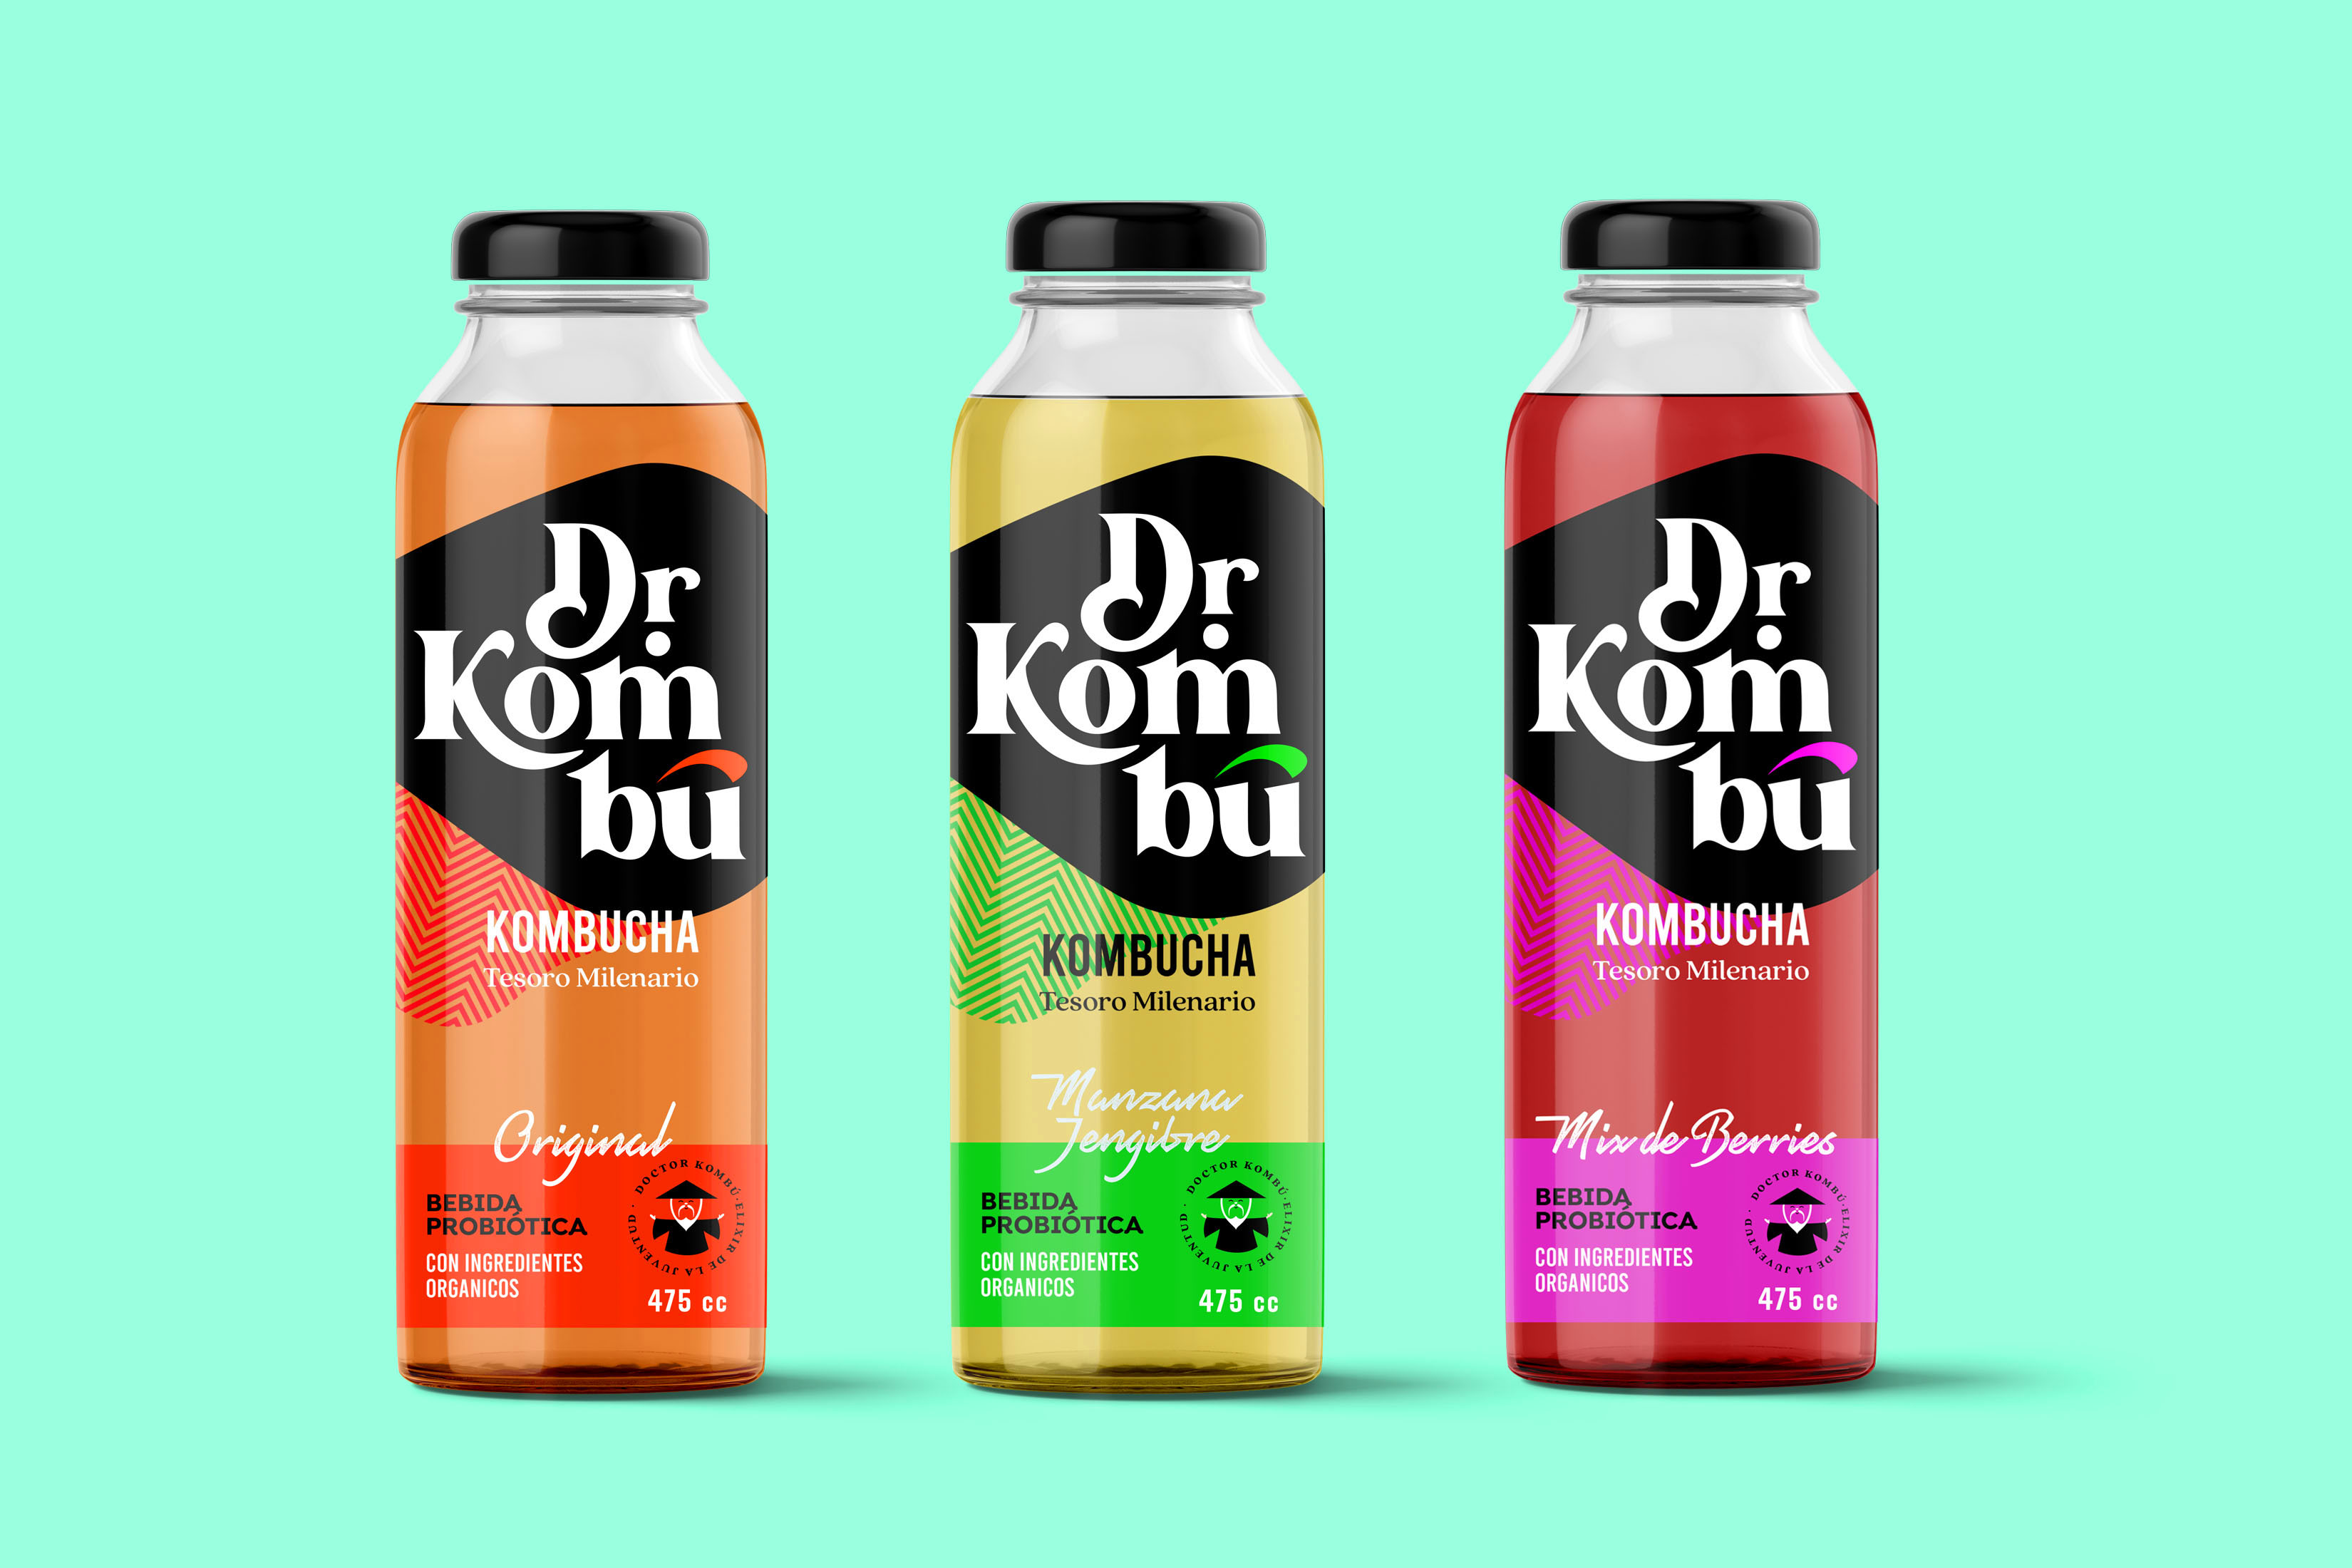 Dr.
Kom
bú
KOMBUCHA
Tesoro Milenario
Original
BEBIDA
PROBIÓTICA
CON INGREDIENTES
ORGANICOS
DOCTOR KOMBÚ · ELIXIR DE LA JUVENTUD ·
475 cc
Dr.
Kom
bú
KOMBUCHA
Tesoro Milenario
Manzana
Jengibre
BEBIDA
PROBIÓTICA
CON INGREDIENTES
ORGANICOS
DOCTOR KOMBÚ · ELIXIR DE LA JUVENTUD ·
475 cc
Dr.
Kom
bú
KOMBUCHA
Tesoro Milenario
Mix de Berries
BEBIDA
PROBIÓTICA
CON INGREDIENTES
ORGANICOS
DOCTOR KOMBÚ · ELIXIR DE LA JUVENTUD ·
475 cc